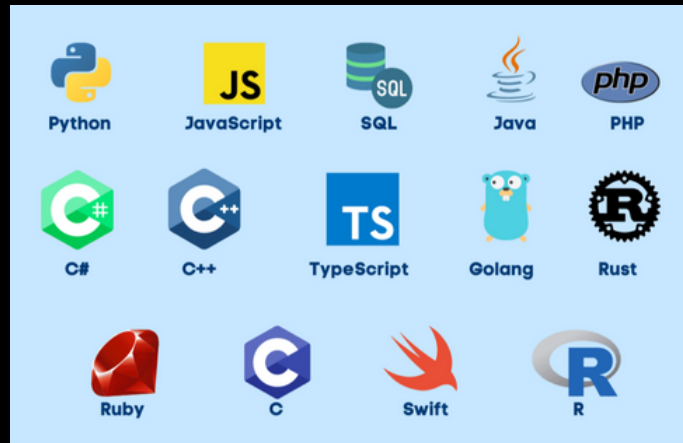 JS
SQL
php
Python
JavaScript
SQL
Java
PHP
C#
C++
TS
R
C#
C++
TypeScript
Golang
Rust
C
R
Ruby
C
Swift
R